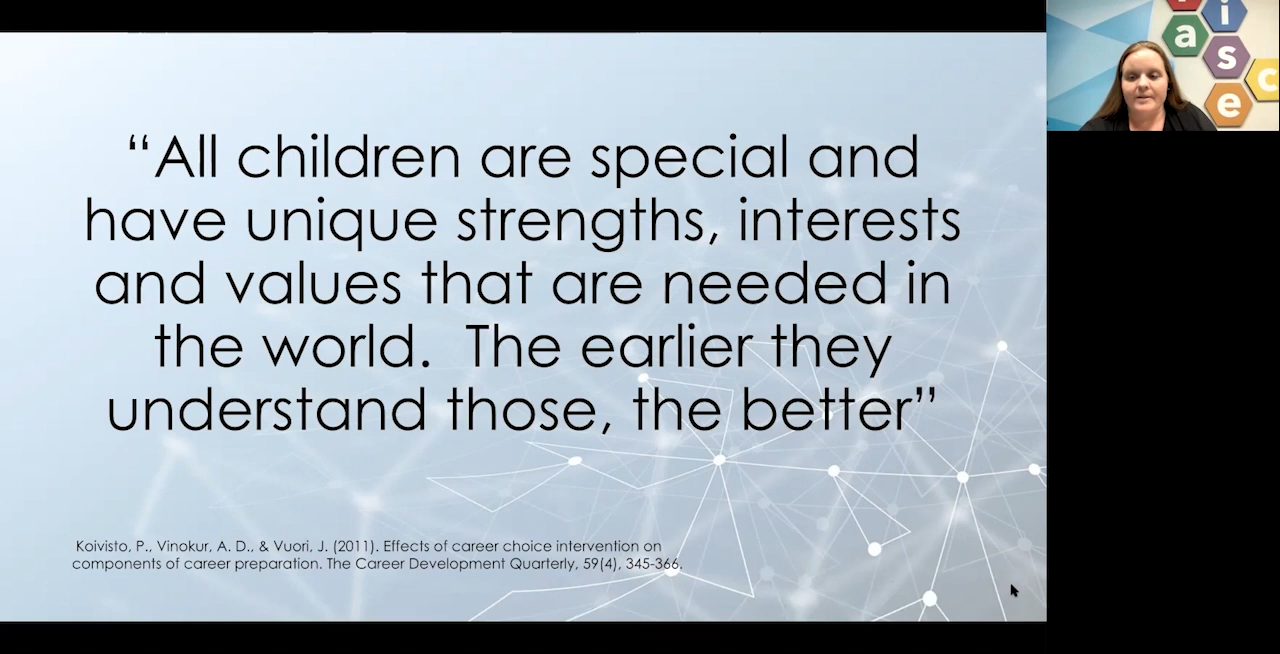 “All children are special and
have unique strengths, interests
and values that are needed in
the world.  The earlier they
understand those, the better”
Koivisto, P., Vinokur, A. D., & Vuori, J. (2011). Effects of career choice intervention on
components of career preparation. The Career Development Quarterly, 59(4), 345-366.
i
a
s
c
e